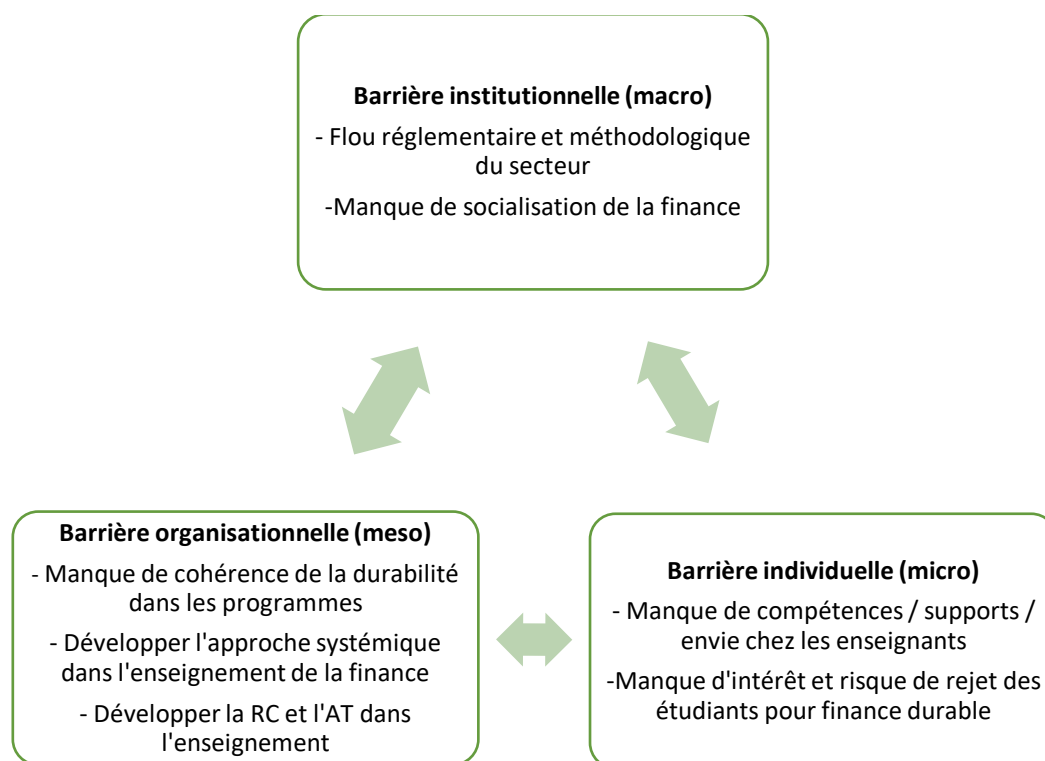 Barrière institutionnelle (macro)
- Flou réglementaire et méthodologique
du secteur
-Manque de socialisation de la finance
Barrière organisationnelle (meso)
- Manque de cohérence de la durabilité
dans les programmes
- Développer l'approche systémique
dans l'enseignement de la finance
- Développer la RC et l'AT dans
l'enseignement
Barrière individuelle (micro)
- Manque de compétences / supports /
envie chez les enseignants
-Manque d'intérêt et risque de rejet des
étudiants pour finance durable